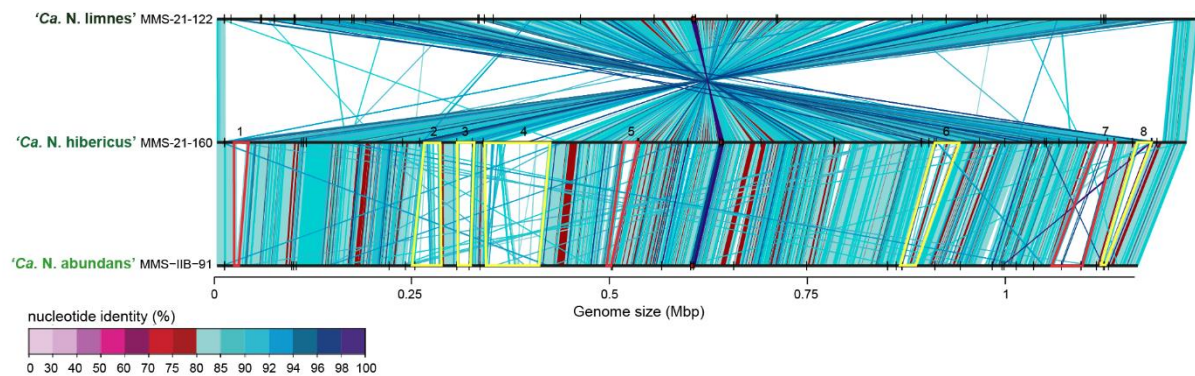 ‘Ca. N. limnes’ MMS-21-122
1 2 3 4 5 6 7 8
‘Ca. N. hibericus’ MMS-21-160
‘Ca. N. abundans’ MMS−IIB−91
0 0.25 0.5 0.75 1
Genome size (Mbp)
nucleotide identity (%)
0 30 40 50 60 70 75 80 85 90 92 94 96 98 100